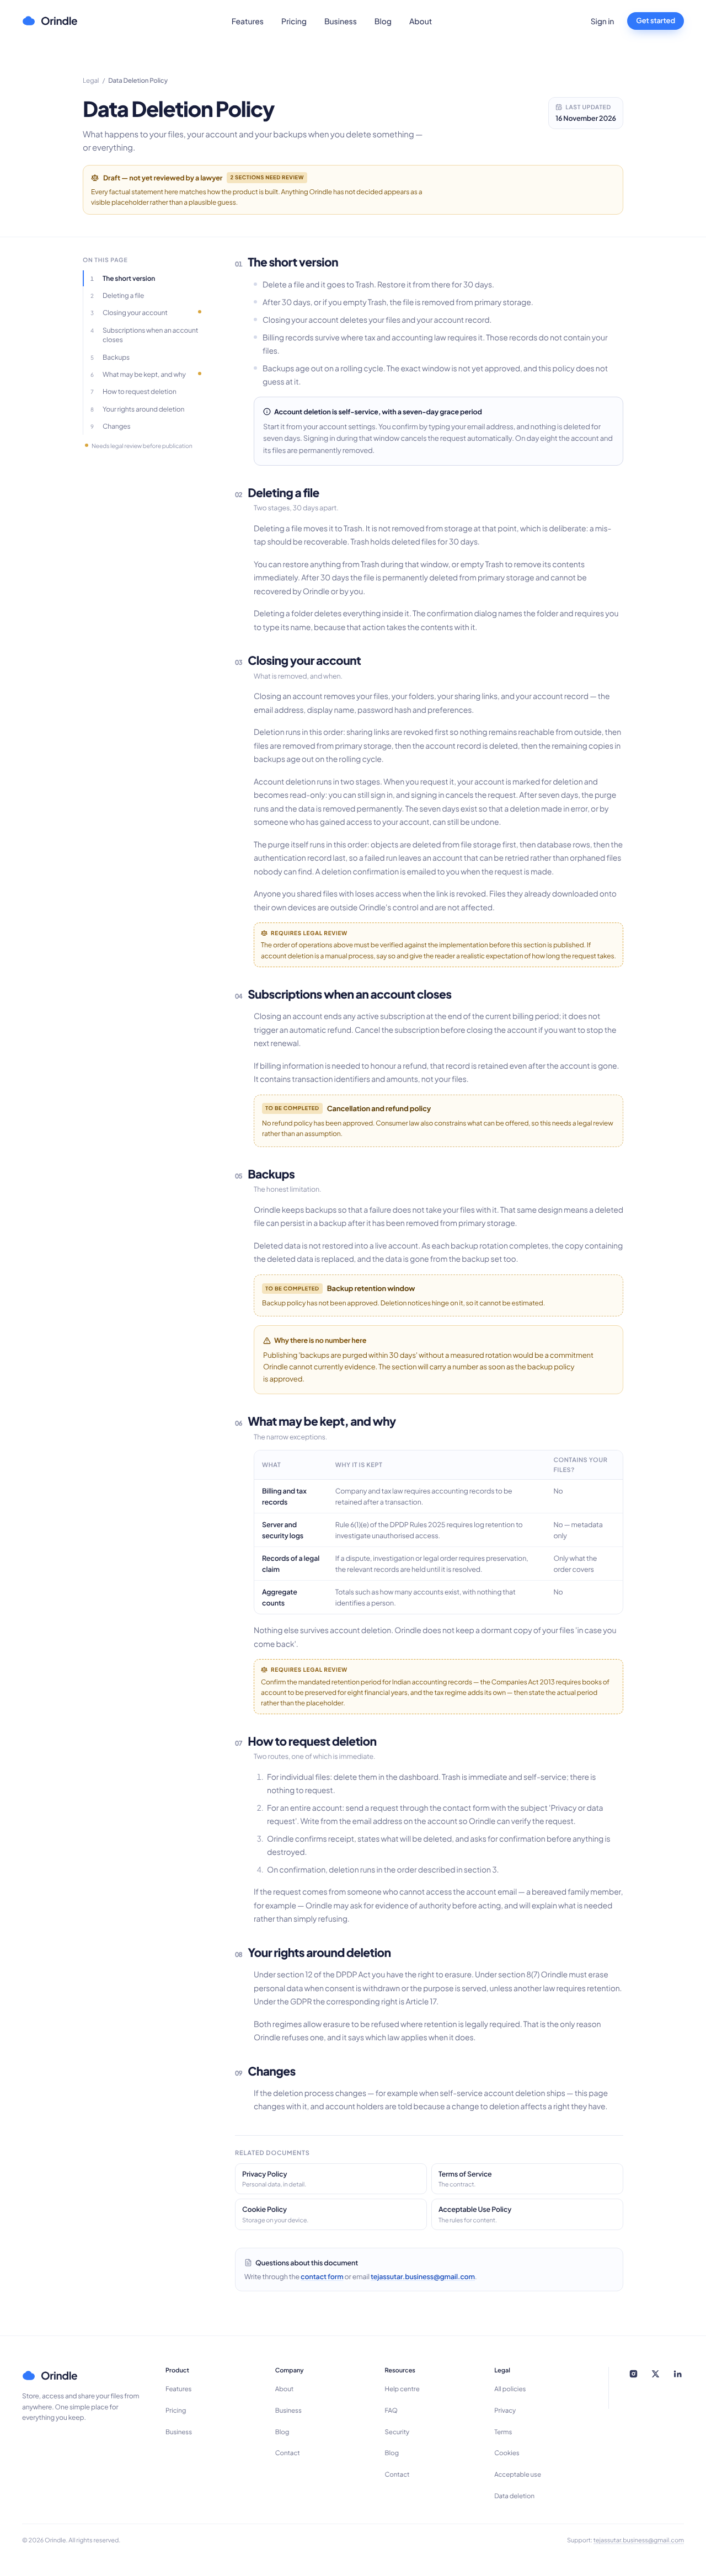 Orindle
Features
Pricing
Business
Blog
About
Sign in
Get started
Legal / Data Deletion Policy
Data Deletion Policy
What happens to your files, your account and your backups when you delete something —
or everything.
LAST UPDATED
16 November 2026
Draft — not yet reviewed by a lawyer
2 SECTIONS NEED REVIEW
Every factual statement here matches how the product is built. Anything Orindle has not decided appears as a
visible placeholder rather than a plausible guess.
ON THIS PAGE
1 The short version
2 Deleting a file
3 Closing your account
4 Subscriptions when an account
closes
5 Backups
6 What may be kept, and why
7 How to request deletion
8 Your rights around deletion
9 Changes
Needs legal review before publication
01 The short version
Delete a file and it goes to Trash. Restore it from there for 30 days.
After 30 days, or if you empty Trash, the file is removed from primary storage.
Closing your account deletes your files and your account record.
Billing records survive where tax and accounting law requires it. Those records do not contain your
files.
Backups age out on a rolling cycle. The exact window is not yet approved, and this policy does not
guess at it.
Account deletion is self-service, with a seven-day grace period
Start it from your account settings. You confirm by typing your email address, and nothing is deleted for
seven days. Signing in during that window cancels the request automatically. On day eight the account and
its files are permanently removed.
02 Deleting a file
Two stages, 30 days apart.
Deleting a file moves it to Trash. It is not removed from storage at that point, which is deliberate: a mis-
tap should be recoverable. Trash holds deleted files for 30 days.
You can restore anything from Trash during that window, or empty Trash to remove its contents
immediately. After 30 days the file is permanently deleted from primary storage and cannot be
recovered by Orindle or by you.
Deleting a folder deletes everything inside it. The confirmation dialog names the folder and requires you
to type its name, because that action takes the contents with it.
03 Closing your account
What is removed, and when.
Closing an account removes your files, your folders, your sharing links, and your account record — the
email address, display name, password hash and preferences.
Deletion runs in this order: sharing links are revoked first so nothing remains reachable from outside, then
files are removed from primary storage, then the account record is deleted, then the remaining copies in
backups age out on the rolling cycle.
Account deletion runs in two stages. When you request it, your account is marked for deletion and
becomes read-only: you can still sign in, and signing in cancels the request. After seven days, the purge
runs and the data is removed permanently. The seven days exist so that a deletion made in error, or by
someone who has gained access to your account, can still be undone.
The purge itself runs in this order: objects are deleted from file storage first, then database rows, then the
authentication record last, so a failed run leaves an account that can be retried rather than orphaned files
nobody can find. A deletion confirmation is emailed to you when the request is made.
Anyone you shared files with loses access when the link is revoked. Files they already downloaded onto
their own devices are outside Orindle's control and are not affected.
REQUIRES LEGAL REVIEW
The order of operations above must be verified against the implementation before this section is published. If
account deletion is a manual process, say so and give the reader a realistic expectation of how long the request takes.
04 Subscriptions when an account closes
Closing an account ends any active subscription at the end of the current billing period; it does not
trigger an automatic refund. Cancel the subscription before closing the account if you want to stop the
next renewal.
If billing information is needed to honour a refund, that record is retained even after the account is gone.
It contains transaction identifiers and amounts, not your files.
TO BE COMPLETED
Cancellation and refund policy
No refund policy has been approved. Consumer law also constrains what can be offered, so this needs a legal review
rather than an assumption.
05 Backups
The honest limitation.
Orindle keeps backups so that a failure does not take your files with it. That same design means a deleted
file can persist in a backup after it has been removed from primary storage.
Deleted data is not restored into a live account. As each backup rotation completes, the copy containing
the deleted data is replaced, and the data is gone from the backup set too.
TO BE COMPLETED
Backup retention window
Backup policy has not been approved. Deletion notices hinge on it, so it cannot be estimated.
Why there is no number here
Publishing 'backups are purged within 30 days' without a measured rotation would be a commitment
Orindle cannot currently evidence. The section will carry a number as soon as the backup policy
is approved.
06 What may be kept, and why
The narrow exceptions.
WHAT
WHY IT IS KEPT
CONTAINS YOUR
FILES?
Billing and tax
records
Company and tax law requires accounting records to be
retained after a transaction.
No
Server and
security logs
Rule 6(1)(e) of the DPDP Rules 2025 requires log retention to
investigate unauthorised access.
No — metadata
only
Records of a legal
claim
If a dispute, investigation or legal order requires preservation,
the relevant records are held until it is resolved.
Only what the
order covers
Aggregate
counts
Totals such as how many accounts exist, with nothing that
identifies a person.
No
Nothing else survives account deletion. Orindle does not keep a dormant copy of your files 'in case you
come back'.
REQUIRES LEGAL REVIEW
Confirm the mandated retention period for Indian accounting records — the Companies Act 2013 requires books of
account to be preserved for eight financial years, and the tax regime adds its own — then state the actual period
rather than the placeholder.
07 How to request deletion
Two routes, one of which is immediate.
1. For individual files: delete them in the dashboard. Trash is immediate and self-service; there is
nothing to request.
2. For an entire account: send a request through the contact form with the subject 'Privacy or data
request'. Write from the email address on the account so Orindle can verify the request.
3. Orindle confirms receipt, states what will be deleted, and asks for confirmation before anything is
destroyed.
4. On confirmation, deletion runs in the order described in section 3.
If the request comes from someone who cannot access the account email — a bereaved family member,
for example — Orindle may ask for evidence of authority before acting, and will explain what is needed
rather than simply refusing.
08 Your rights around deletion
Under section 12 of the DPDP Act you have the right to erasure. Under section 8(7) Orindle must erase
personal data when consent is withdrawn or the purpose is served, unless another law requires retention.
Under the GDPR the corresponding right is Article 17.
Both regimes allow erasure to be refused where retention is legally required. That is the only reason
Orindle refuses one, and it says which law applies when it does.
09 Changes
If the deletion process changes — for example when self-service account deletion ships — this page
changes with it, and account holders are told because a change to deletion affects a right they have.
RELATED DOCUMENTS
Privacy Policy
Personal data, in detail.
Terms of Service
The contract.
Cookie Policy
Storage on your device.
Acceptable Use Policy
The rules for content.
Questions about this document
Write through the contact form or email tejassutar.business@gmail.com.
Orindle
Store, access and share your files from
anywhere. One simple place for
everything you keep.
Product
Features
Pricing
Business
Company
About
Business
Blog
Contact
Resources
Help centre
FAQ
Security
Blog
Contact
Legal
All policies
Privacy
Terms
Cookies
Acceptable use
Data deletion
© 2026 Orindle. All rights reserved.
Support: tejassutar.business@gmail.com